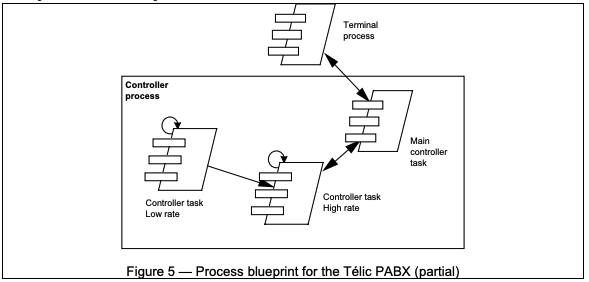 Terminal
process
Controller
process
Main
controller
task
Controller task
Low rate
Controller task
High rate
Figure 5 — Process blueprint for the Télic PABX (partial)